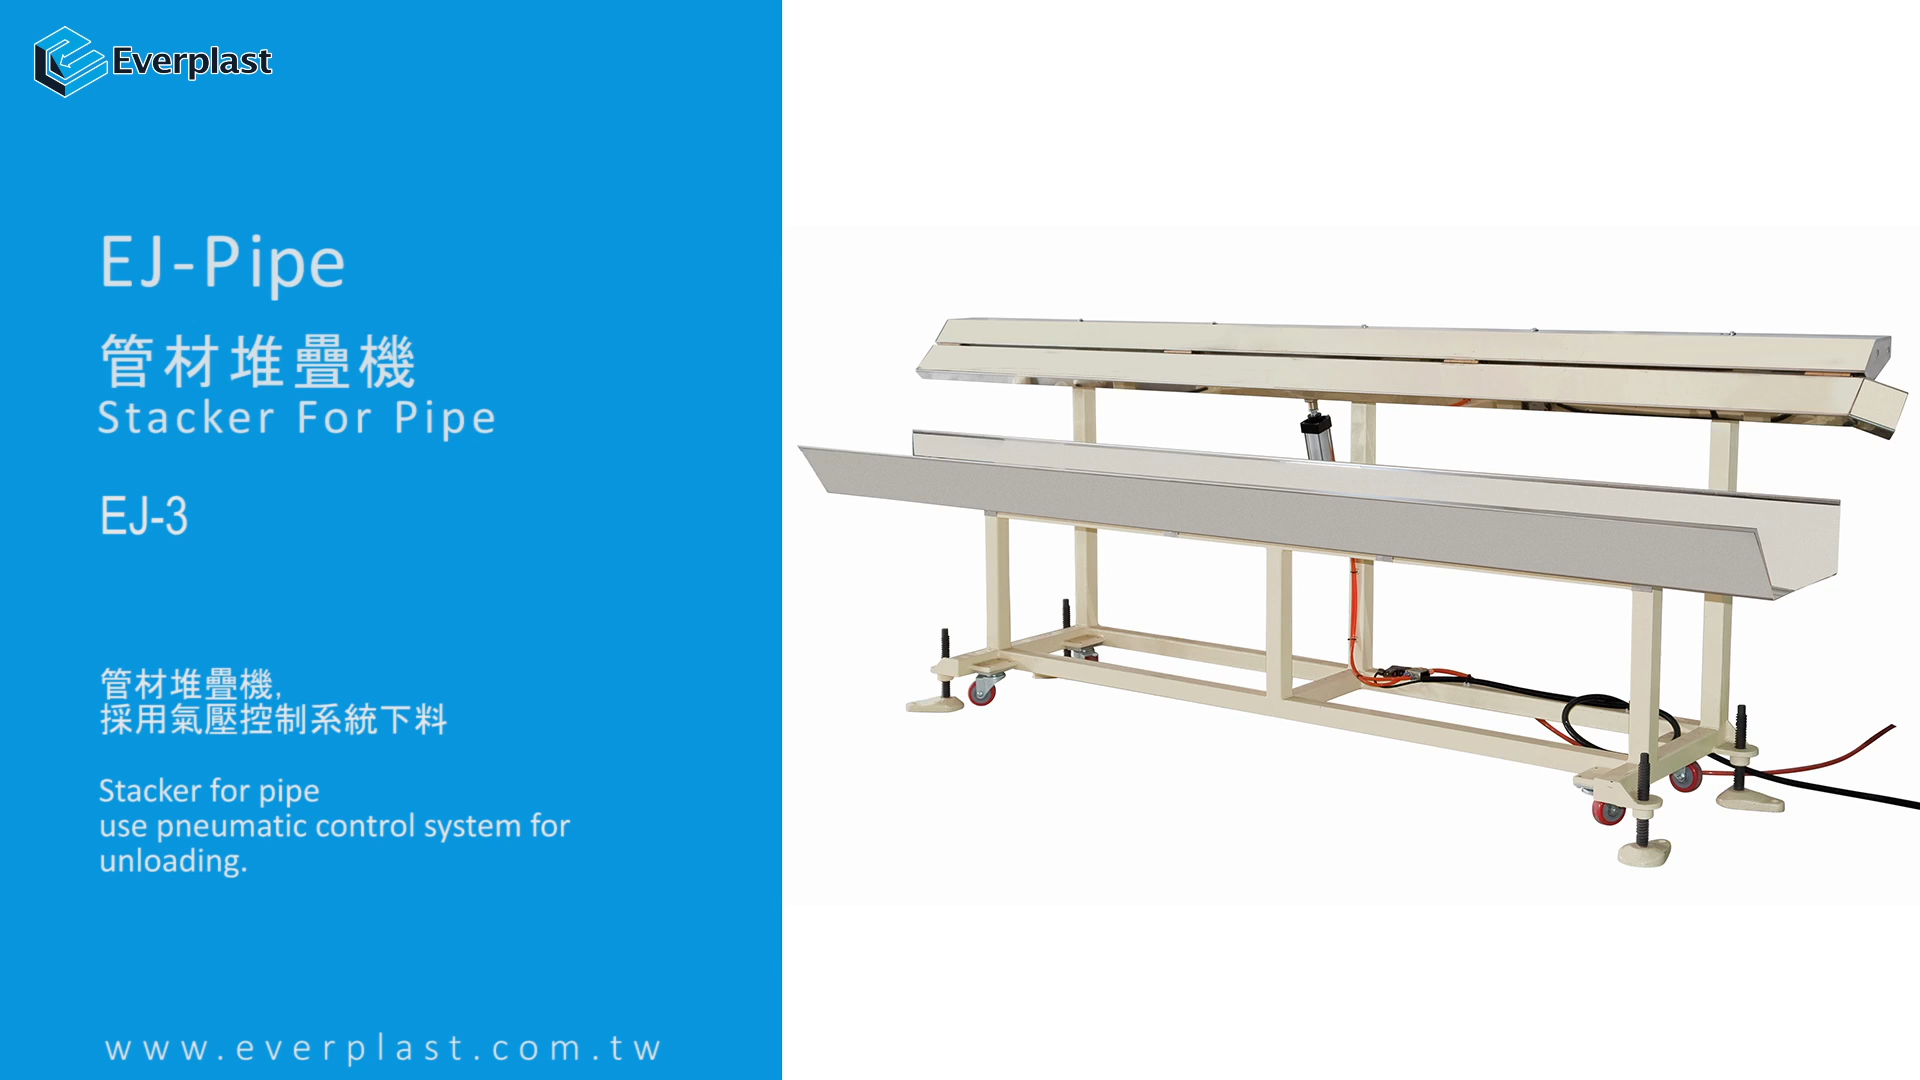 Everplast
EJ-Pipe
管材堆疊機
Stacker For Pipe
EJ-3
管材堆疊機,
採用氣壓控制系統下料
Stacker for pipe
use pneumatic control system for
unloading.
www.everplast.com.tw